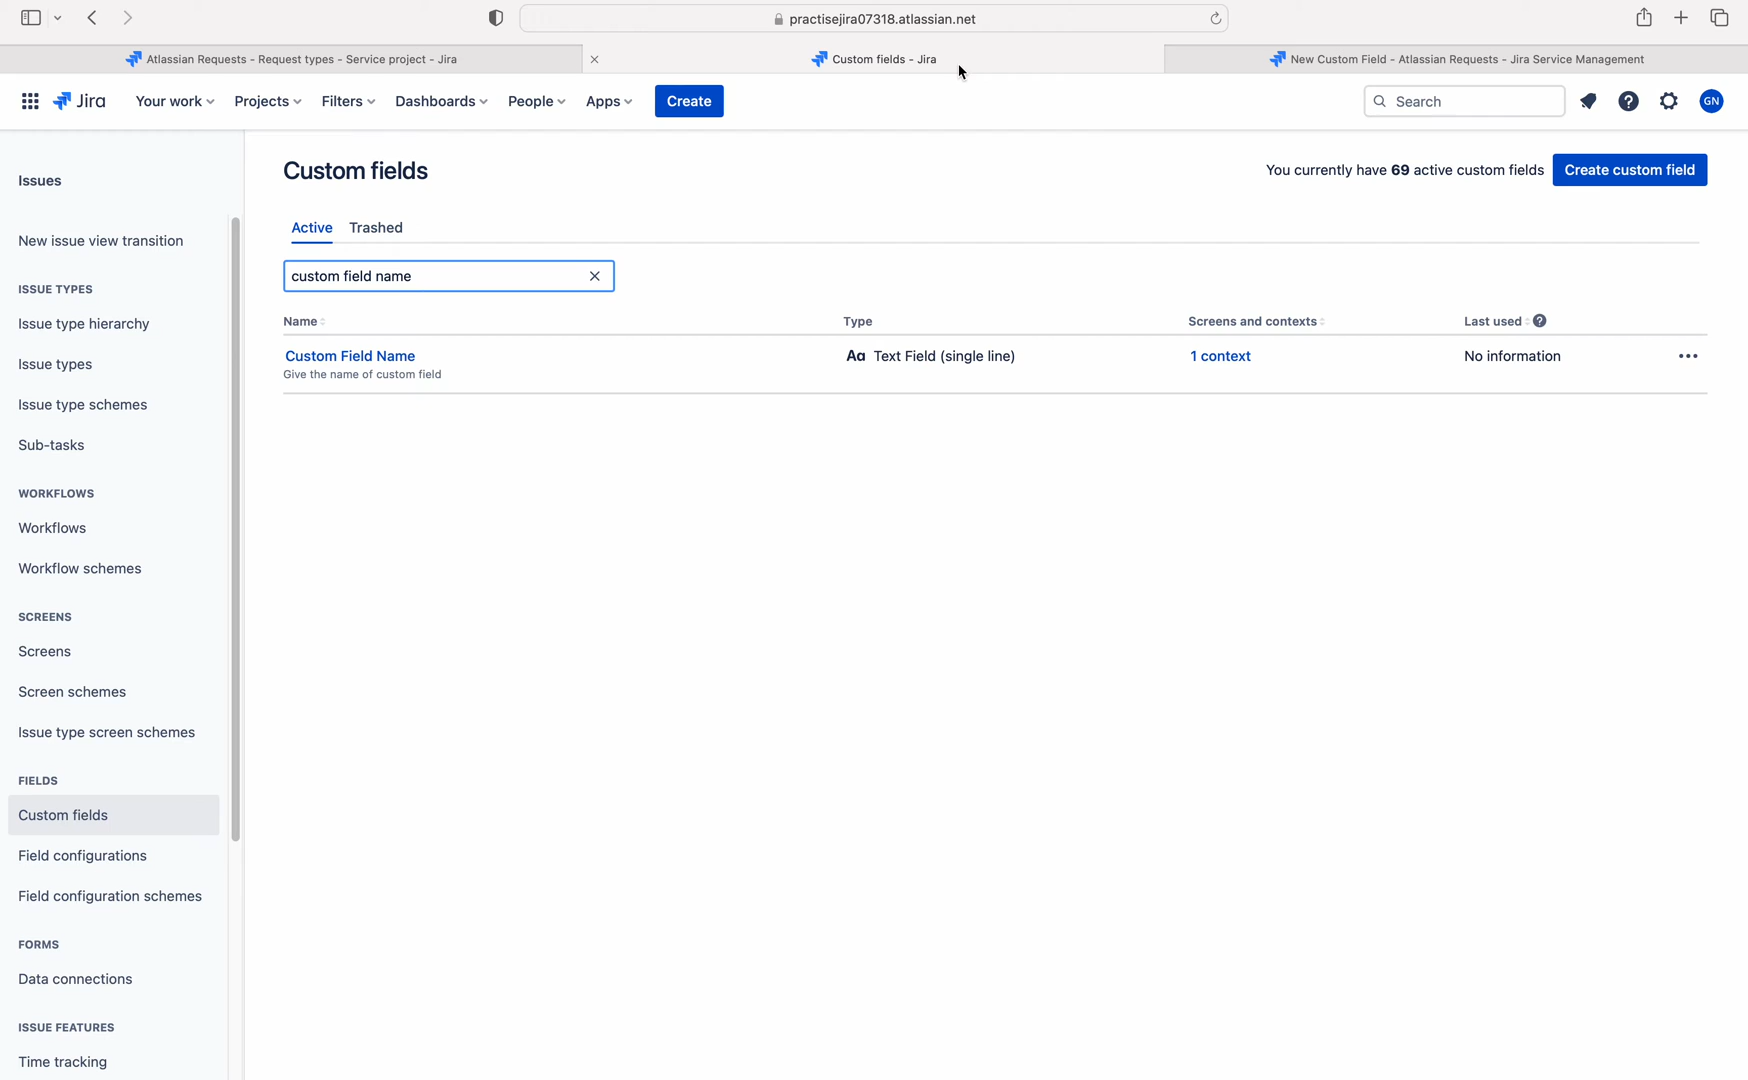 practisejira07318.atlassian.net
Atlassian Requests - Request types - Service project - Jira
Custom fields - Jira
New Custom Field - Atlassian Requests - Jira Service Management
Jira
Your work
Projects
Filters
Dashboards
People
Apps
Create
Search
GN
Issues
New issue view transition
ISSUE TYPES
Issue type hierarchy
Issue types
Issue type schemes
Sub-tasks
WORKFLOWS
Workflows
Workflow schemes
SCREENS
Screens
Screen schemes
Issue type screen schemes
FIELDS
Custom fields
Field configurations
Field configuration schemes
FORMS
Data connections
ISSUE FEATURES
Time tracking
Custom fields
You currently have 69 active custom fields
Create custom field
Active Trashed
custom field name
Name Type Screens and contexts Last used
Custom Field Name Aa Text Field (single line) 1 context No information
Give the name of custom field